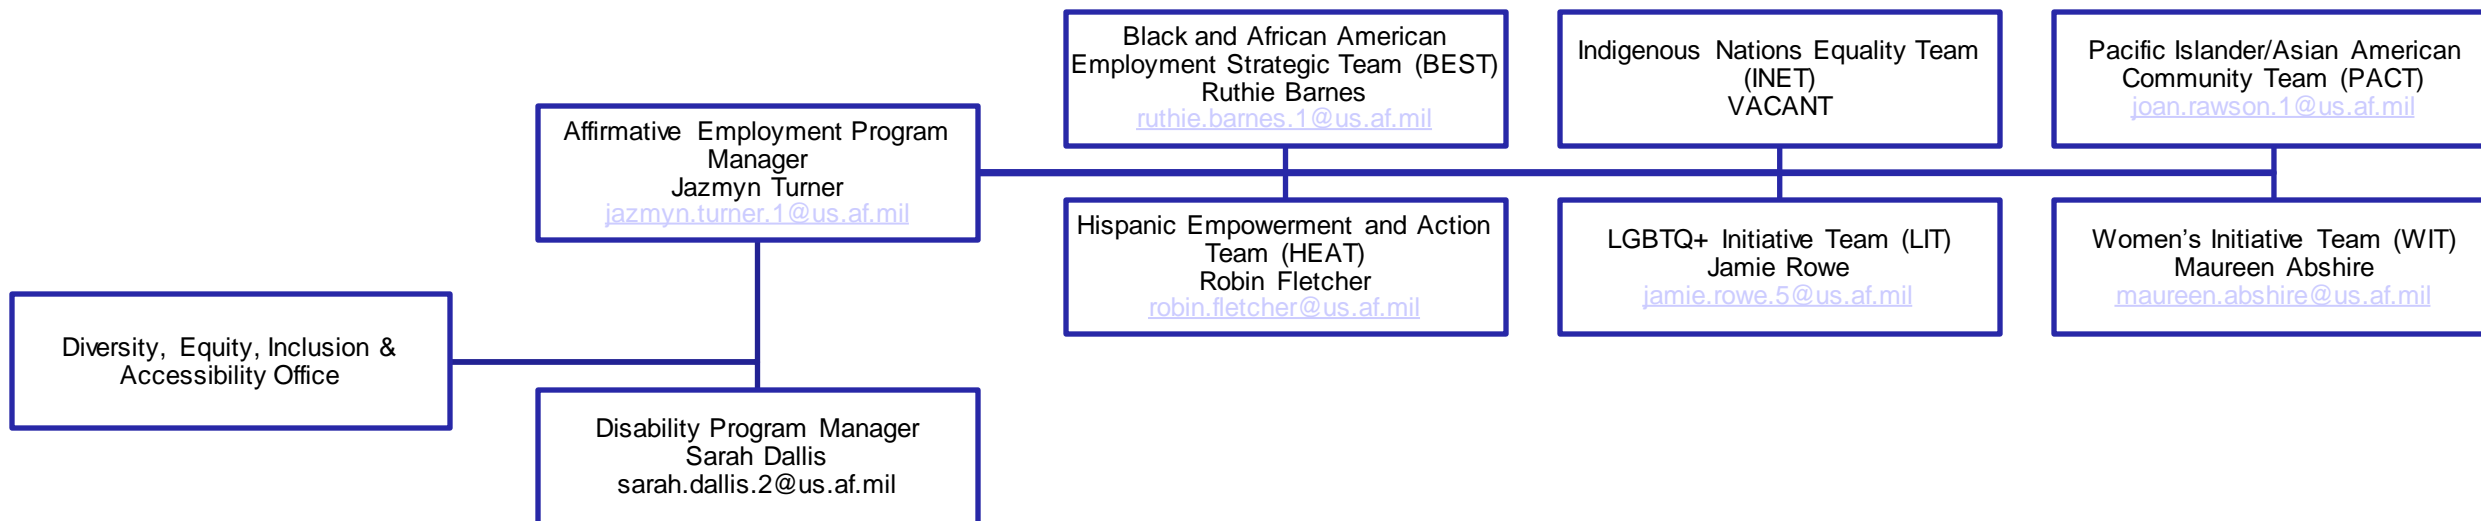 Diversity, Equity, Inclusion &
Accessibility Office
Affirmative Employment Program
Manager
Jazmyn Turner
jazmyn.turner.1@us.af.mil
Disability Program Manager
Sarah Dallis
sarah.dallis.2@us.af.mil
Black and African American
Employment Strategic Team (BEST)
Ruthie Barnes
ruthie.barnes.1@us.af.mil
Hispanic Empowerment and Action
Team (HEAT)
Robin Fletcher
robin.fletcher@us.af.mil
Indigenous Nations Equality Team
(INET)
VACANT
LGBTQ+ Initiative Team (LIT)
Jamie Rowe
jamie.rowe.5@us.af.mil
Pacific Islander/Asian American
Community Team (PACT)
joan.rawson.1@us.af.mil
Women’s Initiative Team (WIT)
Maureen Abshire
maureen.abshire@us.af.mil